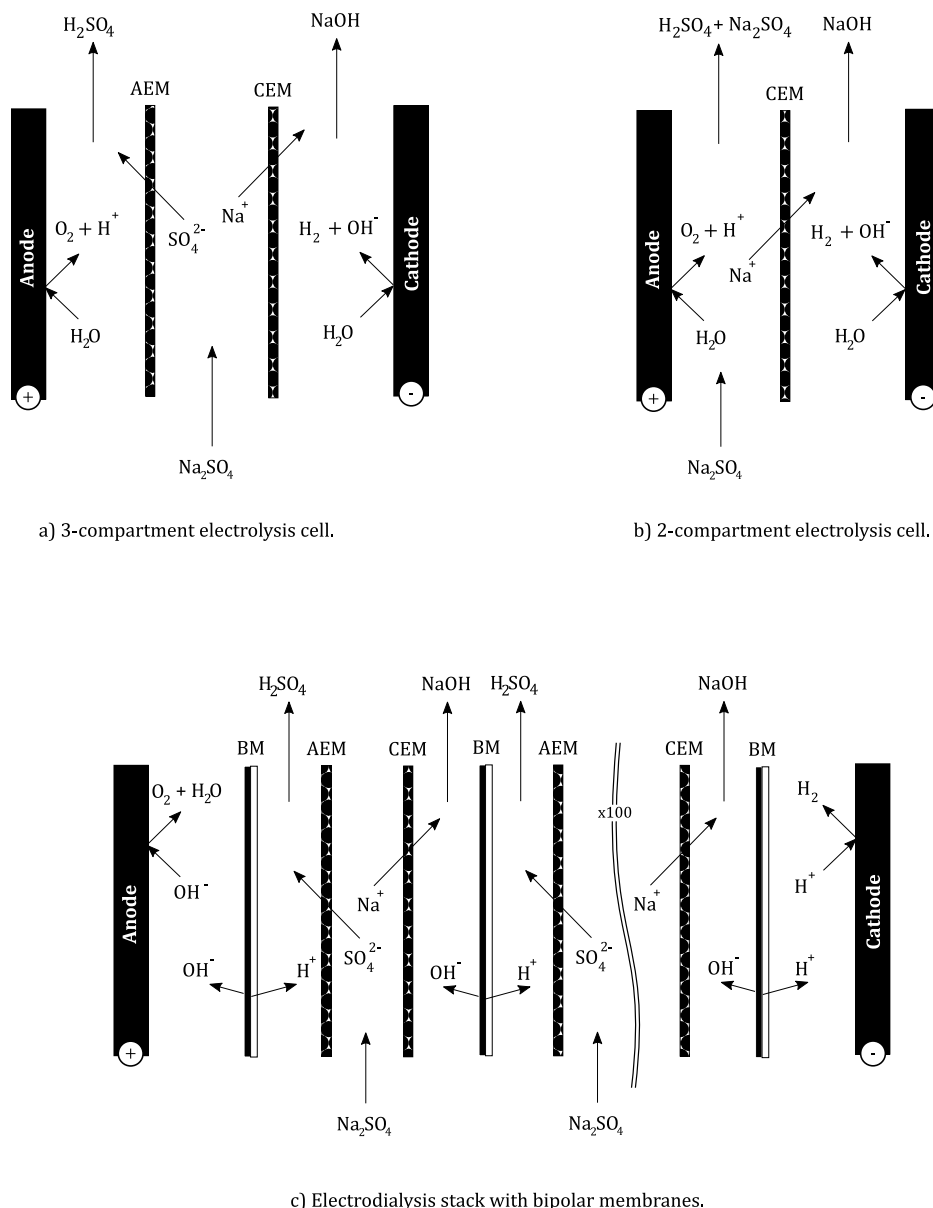 H₂SO₄
NaOH
AEM
CEM
Anode
O₂ + H⁺
SO₄²⁻
Na⁺
H₂ + OH⁻
Cathode
H₂O
H₂O
+
-
Na₂SO₄
a) 3-compartment electrolysis cell.
H₂SO₄ + Na₂SO₄
NaOH
CEM
Anode
O₂ + H⁺
Na⁺
H₂ + OH⁻
Cathode
H₂O
H₂O
+
-
Na₂SO₄
b) 2-compartment electrolysis cell.
H₂SO₄
NaOH
H₂SO₄
NaOH
BM
AEM
CEM
BM
AEM
CEM
BM
O₂ + H₂O
x100
H₂
Anode
OH⁻
Na⁺
Na⁺
H⁺
Cathode
OH⁻
H⁺
SO₄²⁻
OH⁻
H⁺
SO₄²⁻
OH⁻
H⁺
+
-
Na₂SO₄
Na₂SO₄
c) Electrodialysis stack with bipolar membranes.